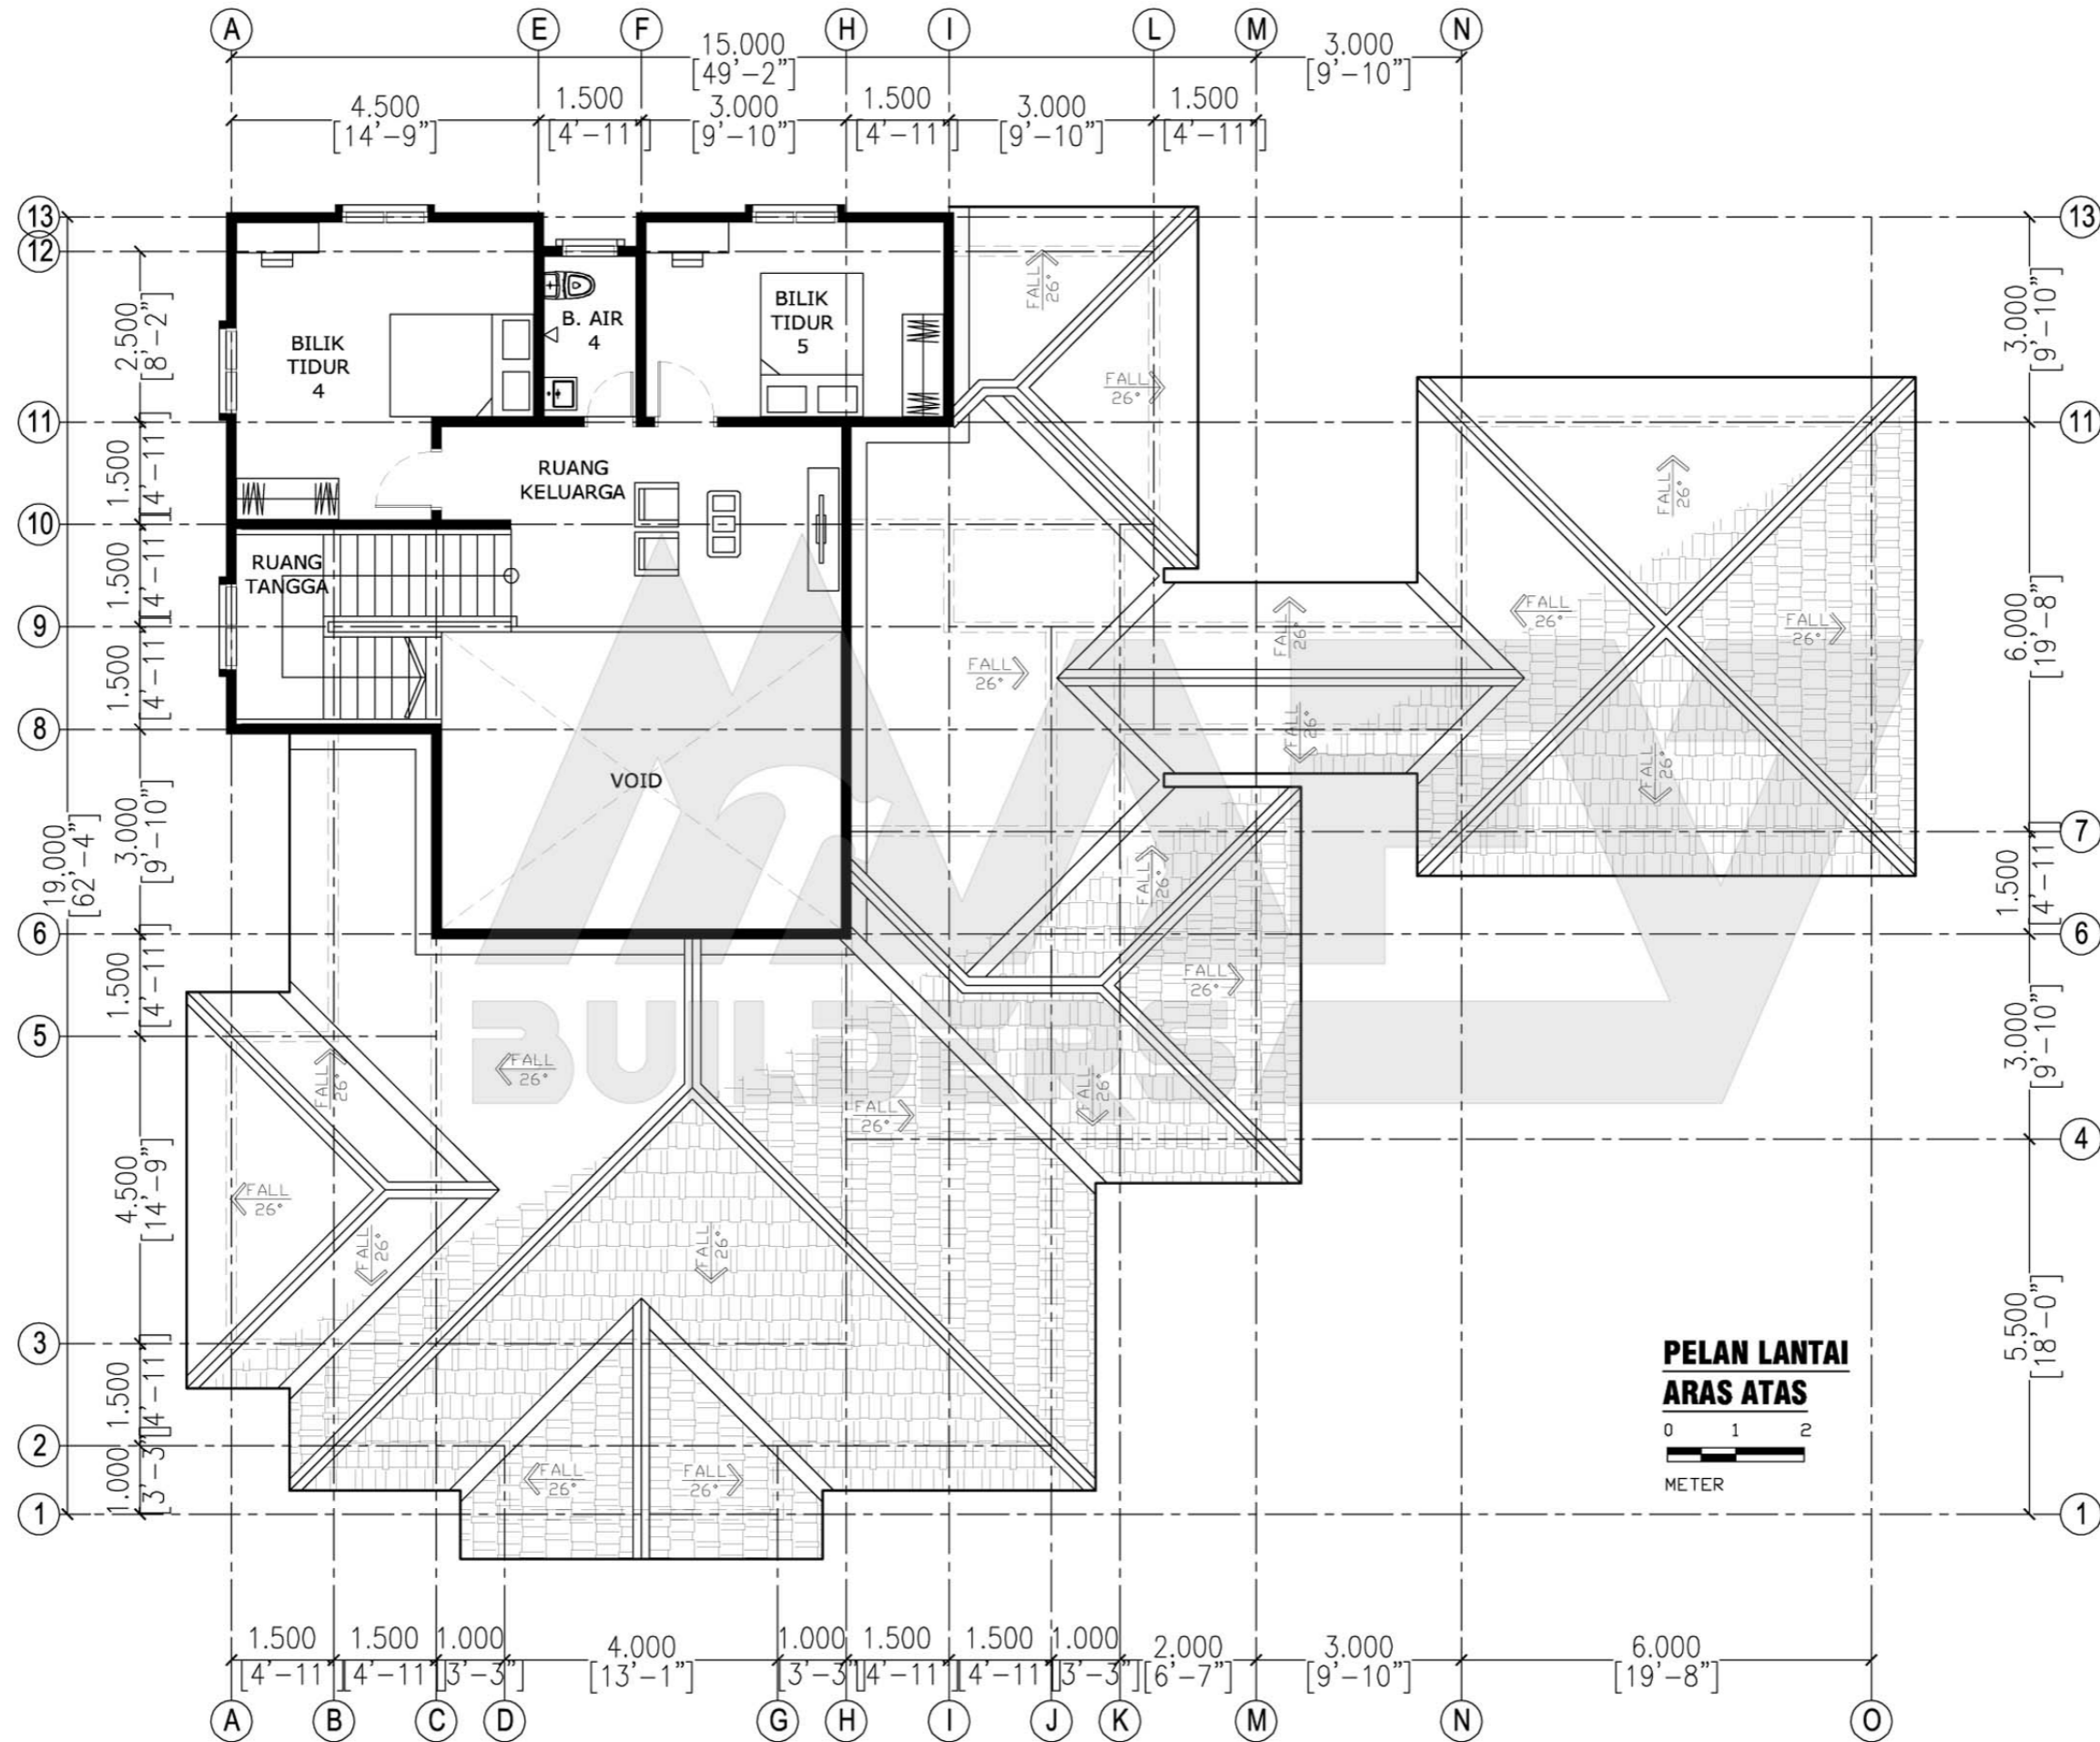 A E F H I L M N
15.000 3.000
[49'-2"] [9'-10"]
4.500 1.500 3.000 1.500 3.000 1.500
[14'-9"] [4'-11"] [9'-10"] [4'-11"] [9'-10"] [4'-11"]
13 13
12
2.500
[8'-2"]
3.000
[9'-10"]
BILIK
TIDUR
4
B. AIR
4
BILIK
TIDUR
5
FALL
26°
FALL
26°
11 11
1.500
[4'-11"]
RUANG
KELUARGA
FALL
26°
10
1.500
[4'-11"]
RUANG
TANGGA
FALL
26°
FALL
26°
FALL
26°
6.000
[19'-8"]
9
1.500
[4'-11"]
FALL
26°
FALL
26°
FALL
26°
8
VOID
19.000
[62'-4"]
3.000
[9'-10"]
7
FALL
26°
1.500
[4'-11"]
6 6
1.500
[4'-11"]
FALL
26°
3.000
[9'-10"]
BUILDERS
5
FALL
26°
FALL
26°
FALL
26°
FALL
26°
4
4.500
[14'-9"]
FALL
26°
FALL
26°
FALL
26°
5.500
[18'-0"]
3
1.500
[4'-11"]
PELAN LANTAI
ARAS ATAS
0 1 2
METER
2
1.000
[3'-3"]
FALL
26°
FALL
26°
1 1
1.500 1.500 1.000 4.000 1.000 1.500 1.500 1.000 2.000 3.000 6.000
[4'-11"] [4'-11"] [3'-3"] [13'-1"] [3'-3"] [4'-11"] [4'-11"] [3'-3"] [6'-7"] [9'-10"] [19'-8"]
A B C D G H I J K M N O